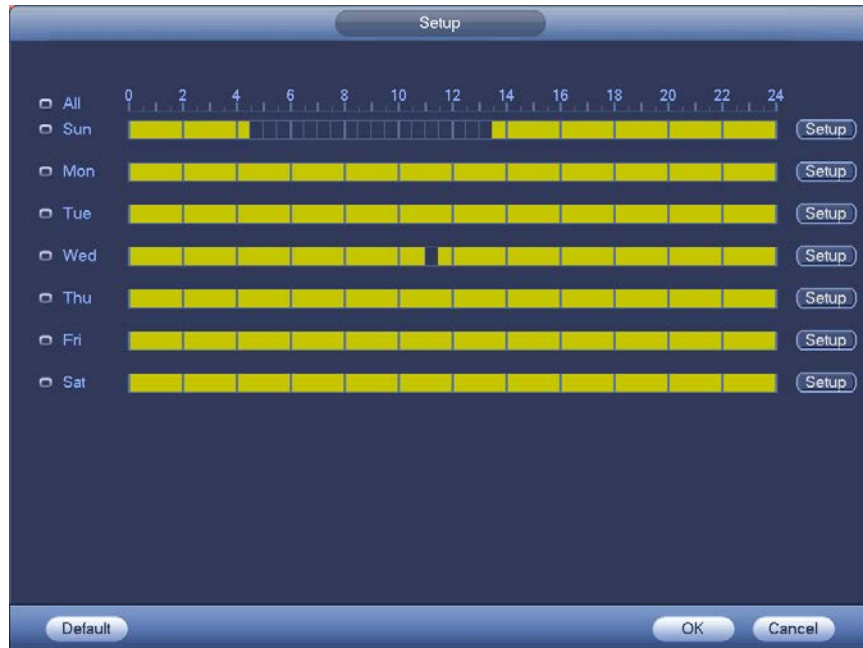 Setup
0 2 4 6 8 10 12 14 16 18 20 22 24
All
Sun Setup
Mon Setup
Tue Setup
Wed Setup
Thu Setup
Fri Setup
Sat Setup
Default OK Cancel